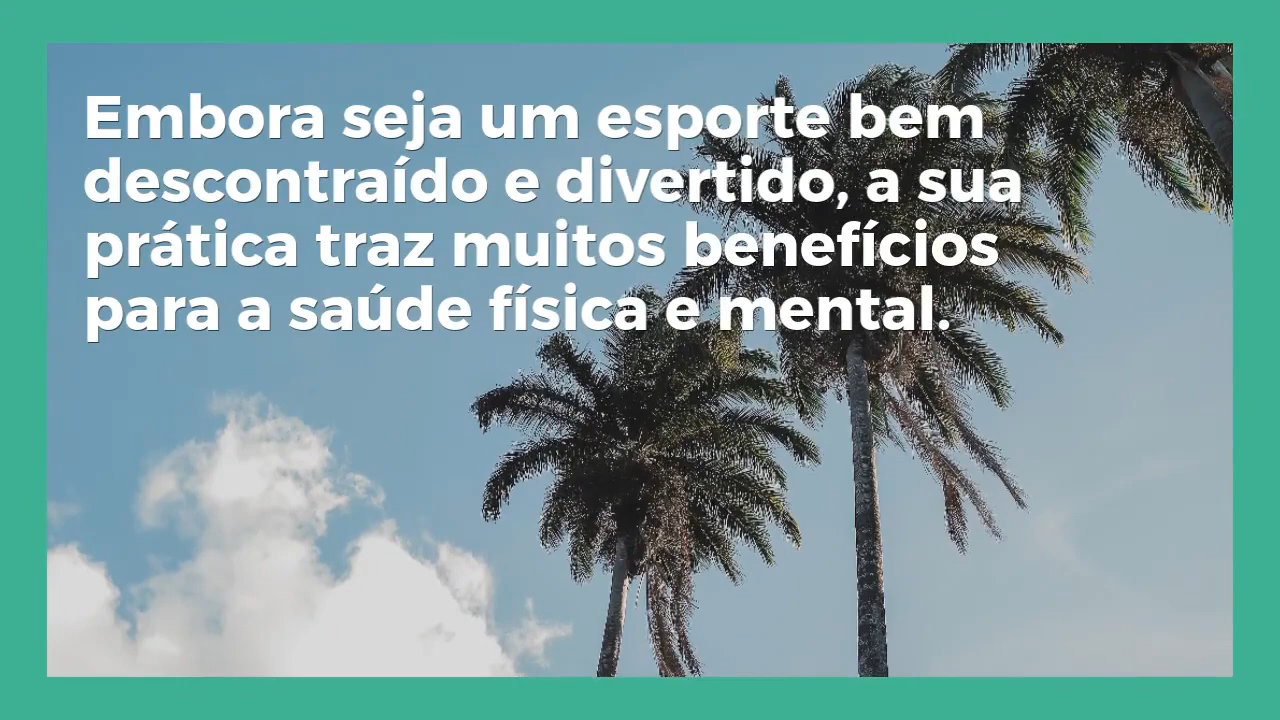 Embora seja um esporte bem
descontraído e divertido, a sua
prática traz muitos benefícios
para a saúde física e mental.